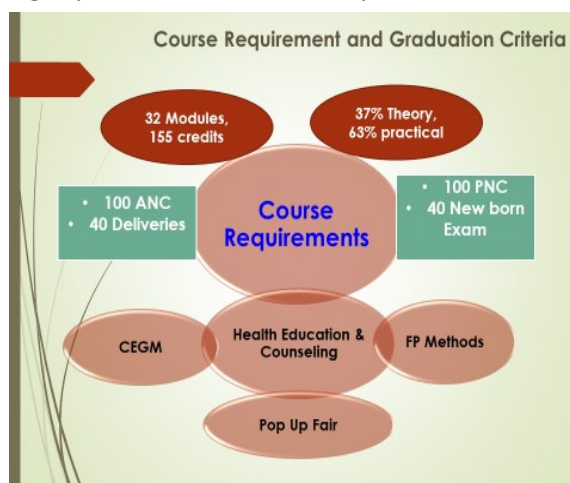 Course Requirement and Graduation Criteria
32 Modules,
155 credits
37% Theory,
63% practical
• 100 ANC
• 40 Deliveries
Course
Requirements
• 100 PNC
• 40 New born
Exam
CEGM
Health Education &
Counseling
FP Methods
Pop Up Fair